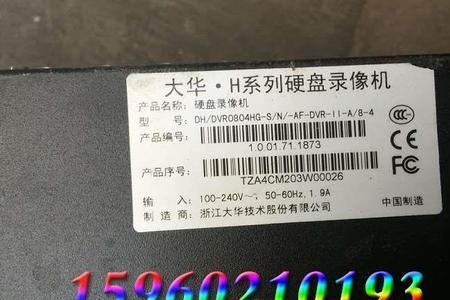 大华·H系列硬盘录像机
产品名称: 硬盘录像机
型 号: DH/DVR0804HG-S/N/-AF-DVR-II-A/8-4
产品编号:
1.0.01.71.1873
产品序号:
TZA4CM203W00026
输 入: 100-240V~, 50-60Hz, 1.9A
制 造 商: 浙江大华技术股份有限公司
中国制造
CCC
CE
FC
15960210193